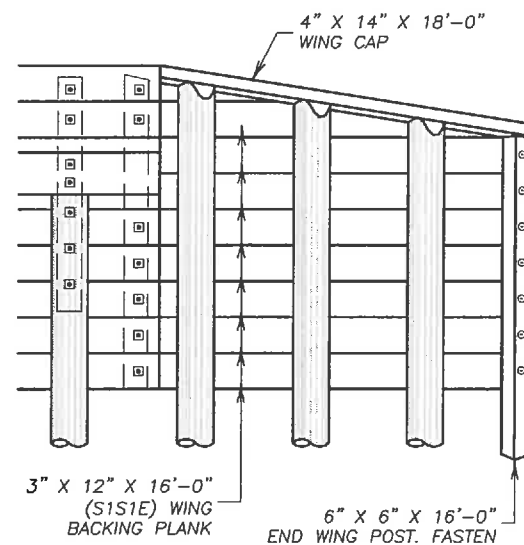 4" X 14" X 18'-0"
WING CAP
3" X 12" X 16'-0"
(S1S1E) WING
BACKING PLANK
6" X 6" X 16'-0"
END WING POST. FASTEN